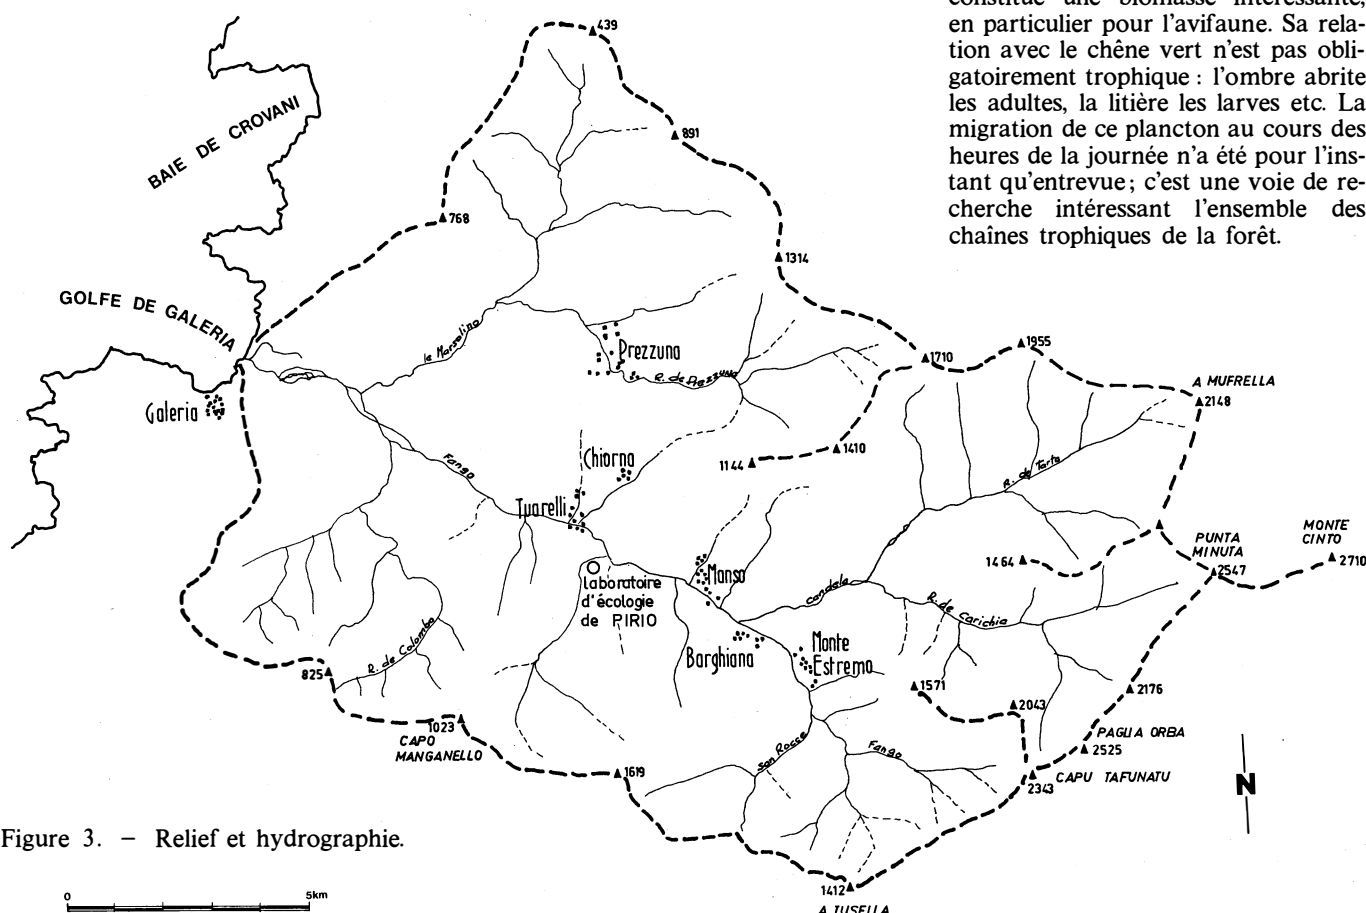 constitue une biomasse intéressante,
en particulier pour l'avifaune. Sa rela-
tion avec le chêne vert n'est pas obli-
gatoirement trophique : l'ombre abrite
les adultes, la litière les larves etc. La
migration de ce plancton au cours des
heures de la journée n'a été pour l'ins-
tant qu'entrevue; c'est une voie de re-
cherche intéressant l'ensemble des
chaînes trophiques de la forêt.
439
891
BAIE DE CROVANI
768
1314
GOLFE DE GALERIA
le Marsolino
Prezzuna
R. de Prezzuna
1710
1955
A MUFRELLA
2148
Galeria
1144
1410
Fango
Chiorna
R. de Tarta
Tuarelli
PUNTA
MINUTA
2547
MONTE
CINTO
2710
1464
laboratoire
d'écologie
de PIRIO
Manso
Candela
R. de Carichia
Barghiana
Monte
Estremo
R. de Colomba
825
1571
2043
2176
1023
CAPO
MANGANELLO
PAGLIA ORBA
2525
San Rocce
Fango
1619
2343
CAPU TAFUNATU
N
Figure 3. – Relief et hydrographie.
0
5km
1412
A TUSELLA